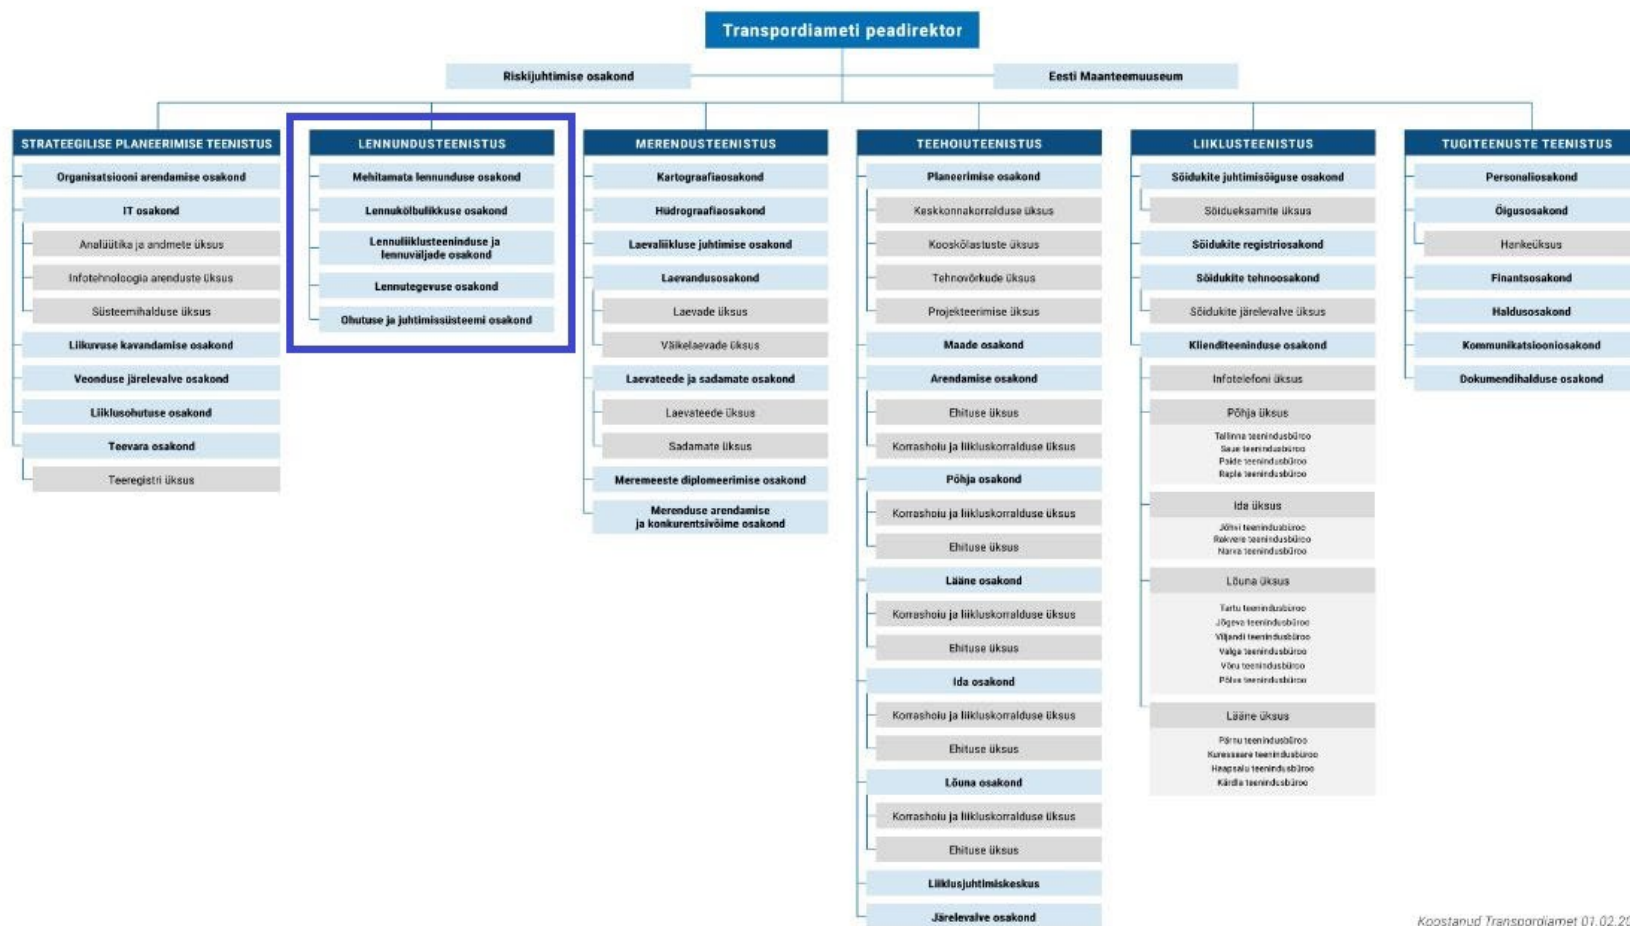 Transpordiameti peadirektor
Riskijuhtimise osakond
Eesti Maanteemuuseum
STRATEEGILISE PLANEERIMISE TEENISTUS
Organisatsiooni arendamise osakond
IT osakond
Analüütika ja andmete üksus
Infotehnoloogia arenduste üksus
Süsteemihalduse üksus
Liikuvuse kavandamise osakond
Veonduse järelevalve osakond
Liiklusohutuse osakond
Teevara osakond
Teeregistri üksus
LENNUNDUSTEENISTUS
Mehitamata lennunduse osakond
Lennukõlbulikkuse osakond
Lennuliiklusteeninduse ja
lennuväljade osakond
Lennutegevuse osakond
Ohutuse ja juhtimissüsteemi osakond
MERENDUSTEENISTUS
Kartograafiaosakond
Hüdrograafiaosakond
Laevaliikluse juhtimise osakond
Laevandusosakond
Laevade üksus
Väikelaevade üksus
Laevateede ja sadamate osakond
Laevateede üksus
Sadamate üksus
Meremeeste diplomeerimise osakond
Merenduse arendamise
ja konkurentsivõime osakond
TEEHOIUTEENISTUS
Planeerimise osakond
Keskkonnakorralduse üksus
Kooskõlastuste üksus
Tehnovõrkude üksus
Projekteerimise üksus
Maade osakond
Arendamise osakond
Ehituse üksus
Korrashoiu ja liikluskorralduse üksus
Põhja osakond
Korrashoiu ja liikluskorralduse üksus
Ehituse üksus
Lääne osakond
Korrashoiu ja liikluskorralduse üksus
Ehituse üksus
Ida osakond
Korrashoiu ja liikluskorralduse üksus
Ehituse üksus
Lõuna osakond
Korrashoiu ja liikluskorralduse üksus
Ehituse üksus
Liiklusjuhtimiskeskus
Järelevalve osakond
LIIKLUSTEENISTUS
Sõidukite juhtimisõiguse osakond
Sõidueksamite üksus
Sõidukite registriosakond
Sõidukite tehnoosakond
Sõidukite järelevalve üksus
Klienditeeninduse osakond
Infotelefoni üksus
Põhja üksus
Tallinna teenindusbüroo
Saue teenindusbüroo
Paide teenindusbüroo
Rapla teenindusbüroo
Ida üksus
Jõhvi teenindusbüroo
Rakvere teenindusbüroo
Narva teenindusbüroo
Lõuna üksus
Tartu teenindusbüroo
Jõgeva teenindusbüroo
Viljandi teenindusbüroo
Valga teenindusbüroo
Võru teenindusbüroo
Põlva teenindusbüroo
Lääne üksus
Pärnu teenindusbüroo
Kuressaare teenindusbüroo
Haapsalu teenindusbüroo
Kärdla teenindusbüroo
TUGITEENUSTE TEENISTUS
Personaliosakond
Õigusosakond
Hankeüksus
Finantsosakond
Haldusosakond
Kommunikatsiooniosakond
Dokumendihalduse osakond
Koostanud Transpordiamet 01.02.20